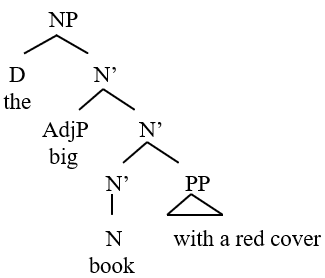 NP
D N’
the
AdjP N’
big
N’ PP
N with a red cover
book